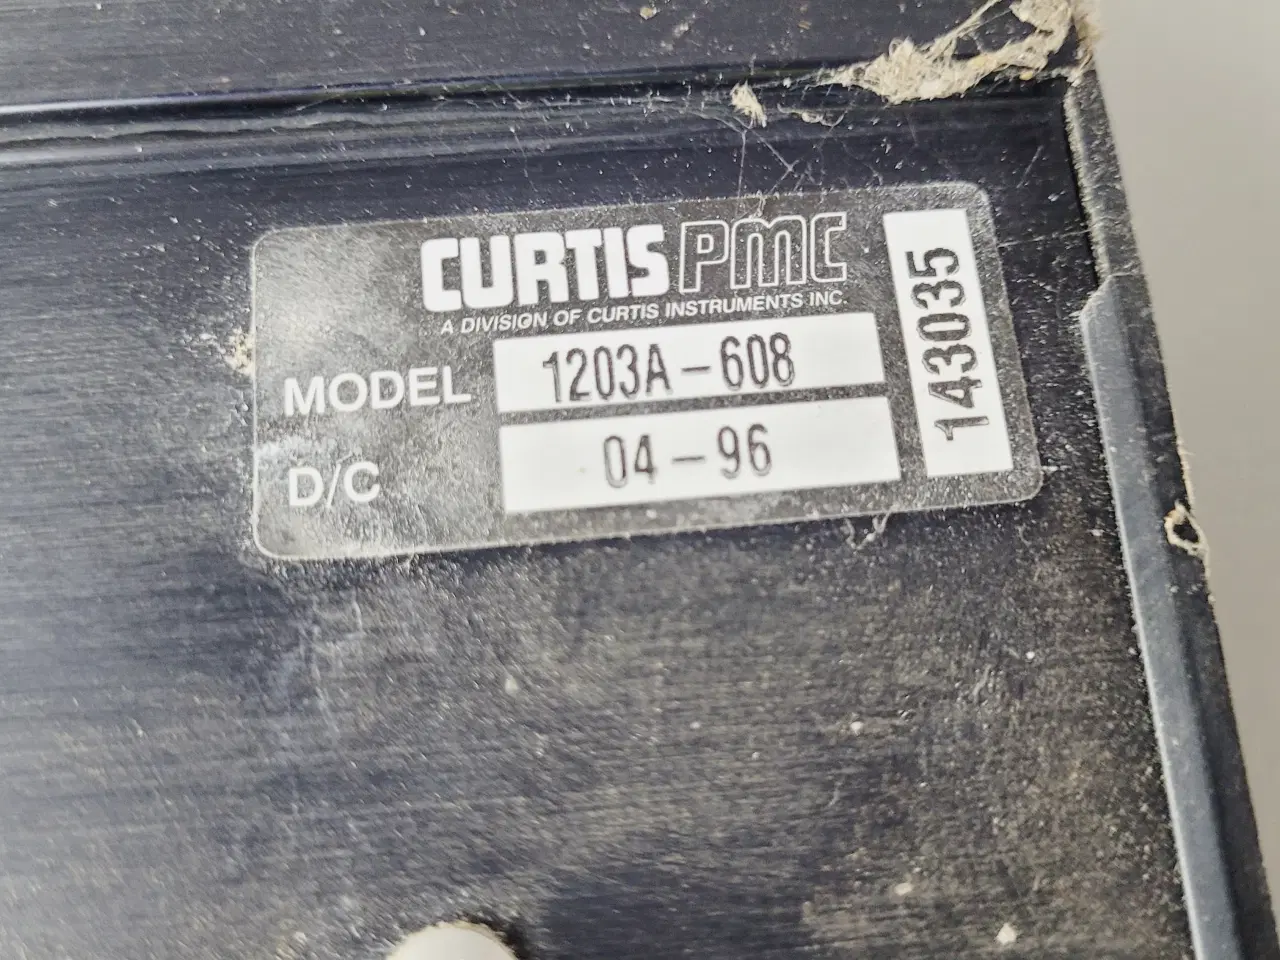 CURTIS PMC
A DIVISION OF CURTIS INSTRUMENTS INC.
MODEL 1203A-608
D/C 04-96
143035